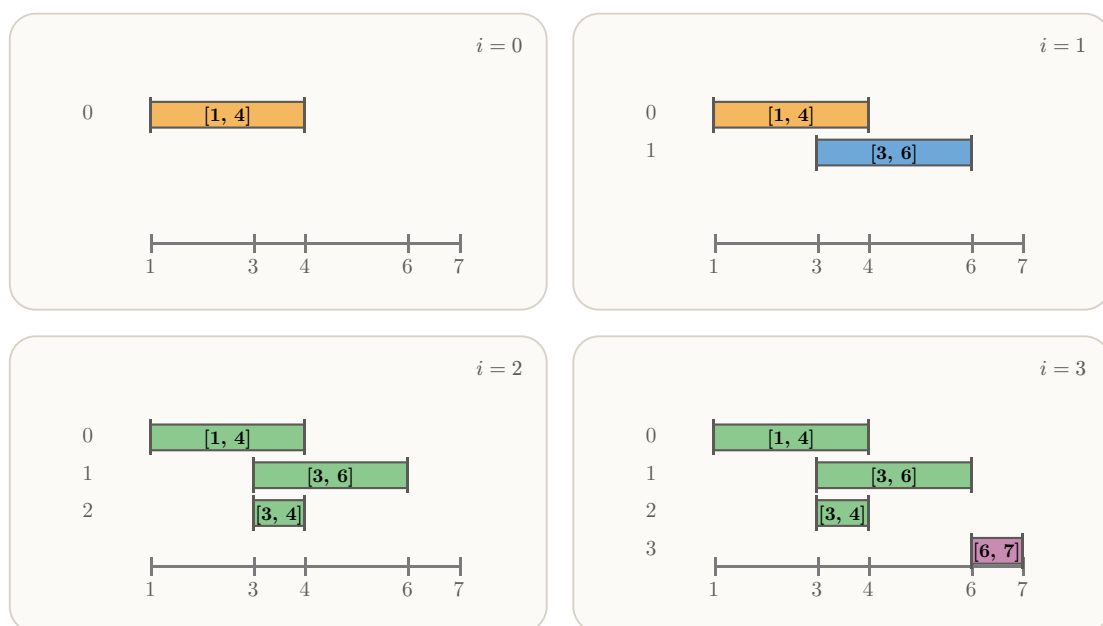 i = 0
0
[1, 4]
1 3 4 6 7
i = 1
0
[1, 4]
1
[3, 6]
1 3 4 6 7
i = 2
0
[1, 4]
1
[3, 6]
2
[3, 4]
1 3 4 6 7
i = 3
0
[1, 4]
1
[3, 6]
2
[3, 4]
3
[6, 7]
1 3 4 6 7